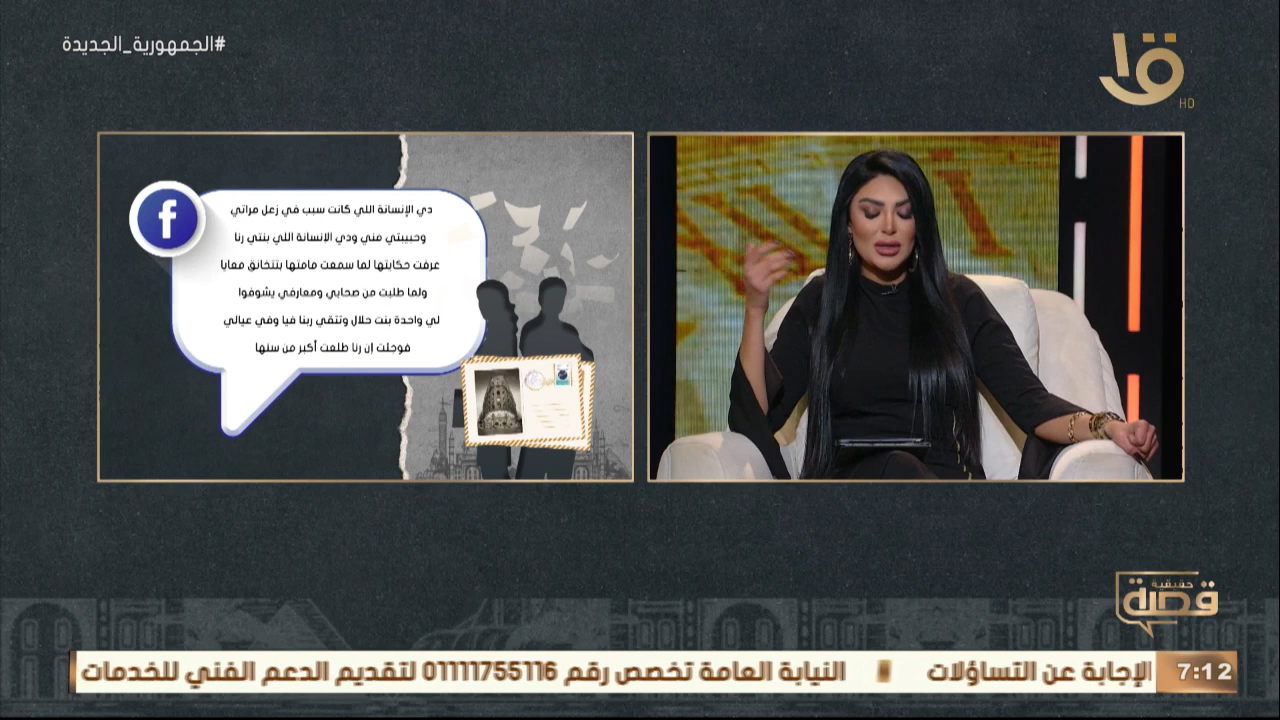 #الجمهورية_الجديدة
HD
دي الإنسانة اللي كانت سبب في زعل مراتي
وحبيبتي مني ودي الإنسانة اللي بنتي رنا
عرفت حكايتها لما سمعت مامتها بتتخانق معايا
ولما طلبت من صحابي ومعارفي يشوفوا
لي واحدة بنت حلال وتتقي ربنا فيا وفي عيالي
فوجئت إن رنا طلعت أكبر من سنها
f
حقيقية
قصة
7:12
الإجابة عن التساؤلات
النيابة العامة تخصص رقم 01111755116 لتقديم الدعم الفني للخدمات